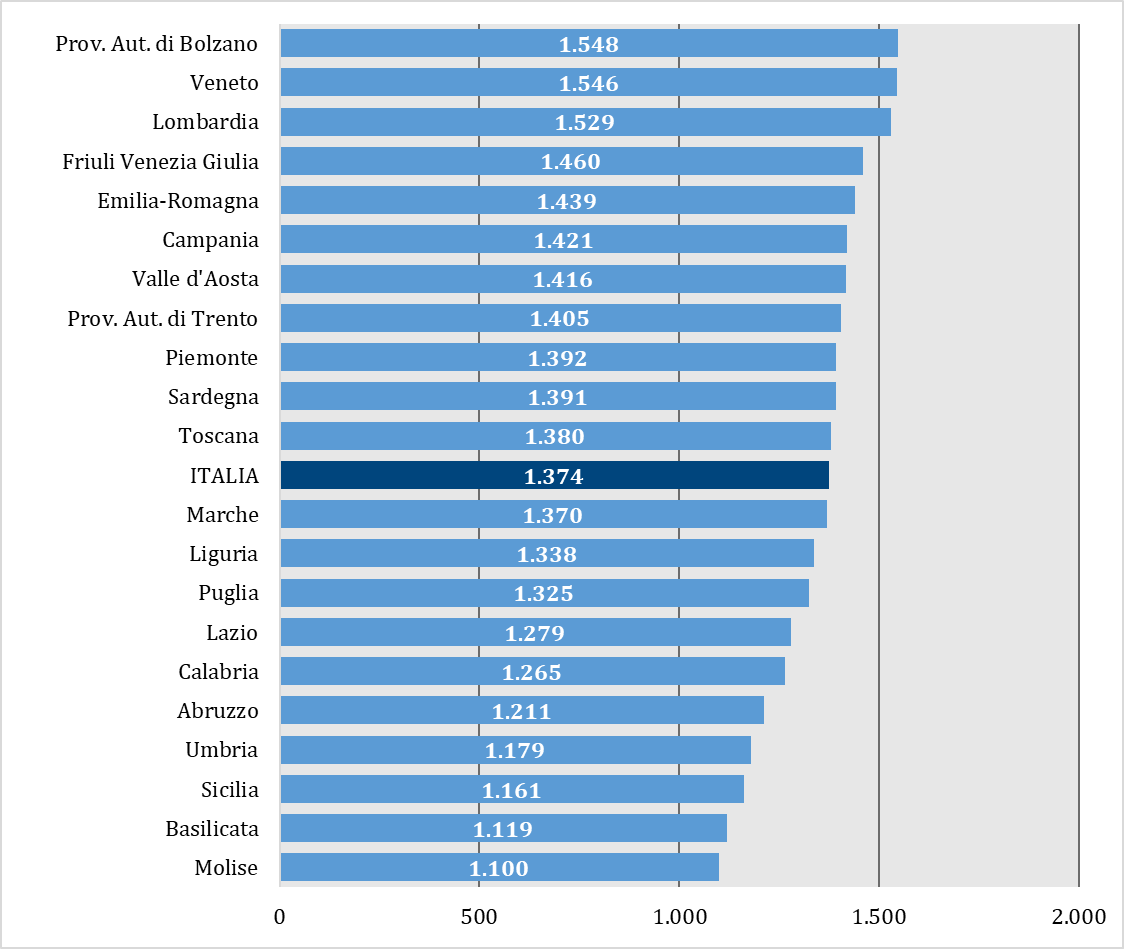 Prov. Aut. di Bolzano 1.548
Veneto 1.546
Lombardia 1.529
Friuli Venezia Giulia 1.460
Emilia-Romagna 1.439
Campania 1.421
Valle d'Aosta 1.416
Prov. Aut. di Trento 1.405
Piemonte 1.392
Sardegna 1.391
Toscana 1.380
ITALIA 1.374
Marche 1.370
Liguria 1.338
Puglia 1.325
Lazio 1.279
Calabria 1.265
Abruzzo 1.211
Umbria 1.179
Sicilia 1.161
Basilicata 1.119
Molise 1.100
0 500 1.000 1.500 2.000